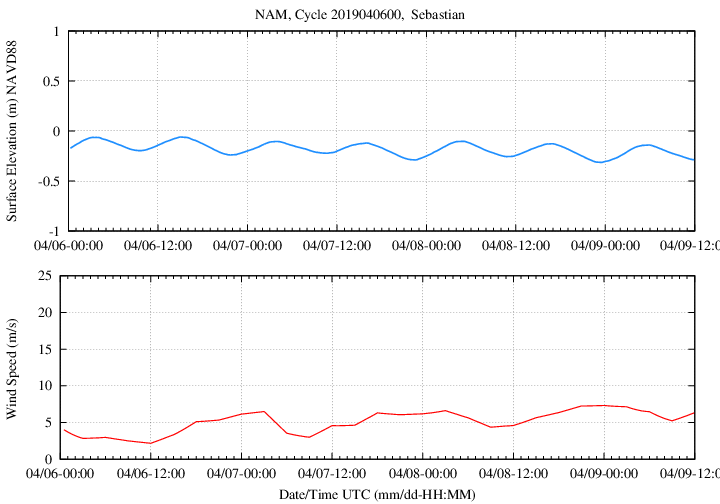 NAM, Cycle 2019040600,  Sebastian
Surface Elevation (m) NAVD88
1
0.5
0
-0.5
-1
04/06-00:00 04/06-12:00 04/07-00:00 04/07-12:00 04/08-00:00 04/08-12:00 04/09-00:00 04/09-12:0
Wind Speed (m/s)
25
20
15
10
5
0
04/06-00:00 04/06-12:00 04/07-00:00 04/07-12:00 04/08-00:00 04/08-12:00 04/09-00:00 04/09-12:0
Date/Time UTC (mm/dd-HH:MM)